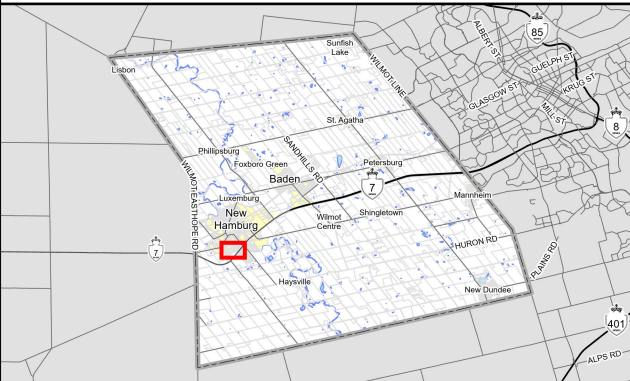 Sunfish
Lake
Lisbon
WILMOT LINE
ALBERT ST
85
GUELPH ST
KRUG ST
GLASGOW ST
MILL ST
8
St. Agatha
Phillipsburg
Foxboro Green
SANDHILLS RD
Petersburg
Baden
7
WILMOT-EASTHOPE RD
Luxemburg
Mannheim
New
Hamburg
Wilmot
Centre
Shingletown
HURON RD
7
PLAINS RD
Haysville
New Dundee
401
ALPS RD